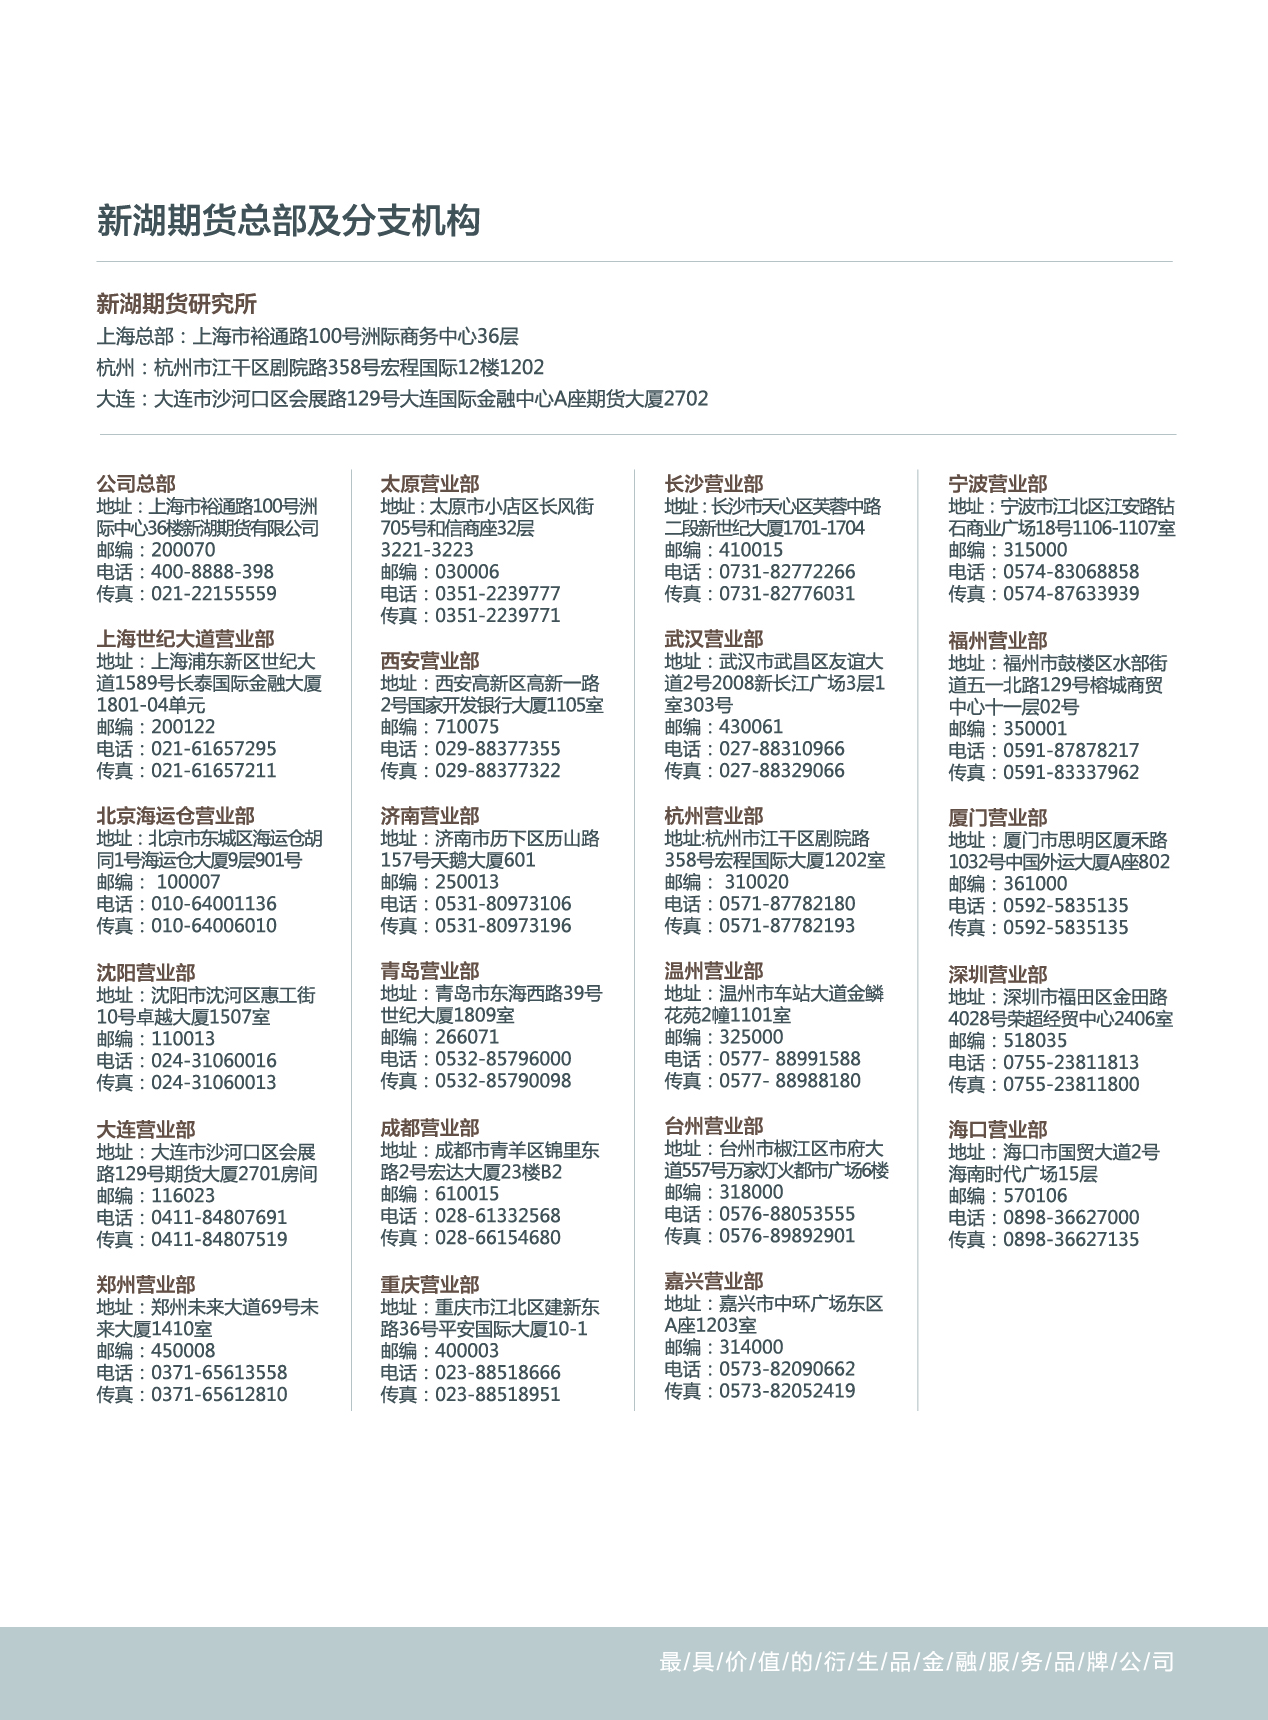 新湖期货总部及分支机构
新湖期货研究所
上海总部：上海市裕通路100号洲际商务中心36层
杭州：杭州市江干区剧院路358号宏程国际12楼1202
大连：大连市沙河口区会展路129号大连国际金融中心A座期货大厦2702
公司总部
地址：上海市裕通路100号洲
际中心36楼新湖期货有限公司
邮编：200070
电话：400-8888-398
传真：021-22155559
上海世纪大道营业部
地址：上海浦东新区世纪大
道1589号长泰国际金融大厦
1801-04单元
邮编：200122
电话：021-61657295
传真：021-61657211
北京海运仓营业部
地址：北京市东城区海运仓胡
同1号海运仓大厦9层901号
邮编： 100007
电话：010-64001136
传真：010-64006010
沈阳营业部
地址：沈阳市沈河区惠工街
10号卓越大厦1507室
邮编：110013
电话：024-31060016
传真：024-31060013
大连营业部
地址：大连市沙河口区会展
路129号期货大厦2701房间
邮编：116023
电话：0411-84807691
传真：0411-84807519
郑州营业部
地址：郑州未来大道69号未
来大厦1410室
邮编：450008
电话：0371-65613558
传真：0371-65612810
太原营业部
地址：太原市小店区长风街
705号和信商座32层
3221-3223
邮编：030006
电话：0351-2239777
传真：0351-2239771
西安营业部
地址：西安高新区高新一路
2号国家开发银行大厦1105室
邮编：710075
电话：029-88377355
传真：029-88377322
济南营业部
地址：济南市历下区历山路
157号天鹅大厦601
邮编：250013
电话：0531-80973106
传真：0531-80973196
青岛营业部
地址：青岛市东海西路39号
世纪大厦1809室
邮编：266071
电话：0532-85796000
传真：0532-85790098
成都营业部
地址：成都市青羊区锦里东
路2号宏达大厦23楼B2
邮编：610015
电话：028-61332568
传真：028-66154680
重庆营业部
地址：重庆市江北区建新东
路36号平安国际大厦10-1
邮编：400003
电话：023-88518666
传真：023-88518951
长沙营业部
地址：长沙市天心区芙蓉中路
二段新世纪大厦1701-1704
邮编：410015
电话：0731-82772266
传真：0731-82776031
武汉营业部
地址：武汉市武昌区友谊大
道2号2008新长江广场3层1
室303号
邮编：430061
电话：027-88310966
传真：027-88329066
杭州营业部
地址:杭州市江干区剧院路
358号宏程国际大厦1202室
邮编： 310020
电话：0571-87782180
传真：0571-87782193
温州营业部
地址：温州市车站大道金鳞
花苑2幢1101室
邮编：325000
电话：0577- 88991588
传真：0577- 88988180
台州营业部
地址：台州市椒江区市府大
道557号万家灯火都市广场6楼
邮编：318000
电话：0576-88053555
传真：0576-89892901
嘉兴营业部
地址：嘉兴市中环广场东区
A座1203室
邮编：314000
电话：0573-82090662
传真：0573-82052419
宁波营业部
地址：宁波市江北区江安路钻
石商业广场18号1106-1107室
邮编：315000
电话：0574-83068858
传真：0574-87633939
福州营业部
地址：福州市鼓楼区水部街
道五一北路129号榕城商贸
中心十一层02号
邮编：350001
电话：0591-87878217
传真：0591-83337962
厦门营业部
地址：厦门市思明区厦禾路
1032号中国外运大厦A座802
邮编：361000
电话：0592-5835135
传真：0592-5835135
深圳营业部
地址：深圳市福田区金田路
4028号荣超经贸中心2406室
邮编：518035
电话：0755-23811813
传真：0755-23811800
海口营业部
地址：海口市国贸大道2号
海南时代广场15层
邮编：570106
电话：0898-36627000
传真：0898-36627135
最/具/价/值/的/衍/生/品/金/融/服/务/品/牌/公/司